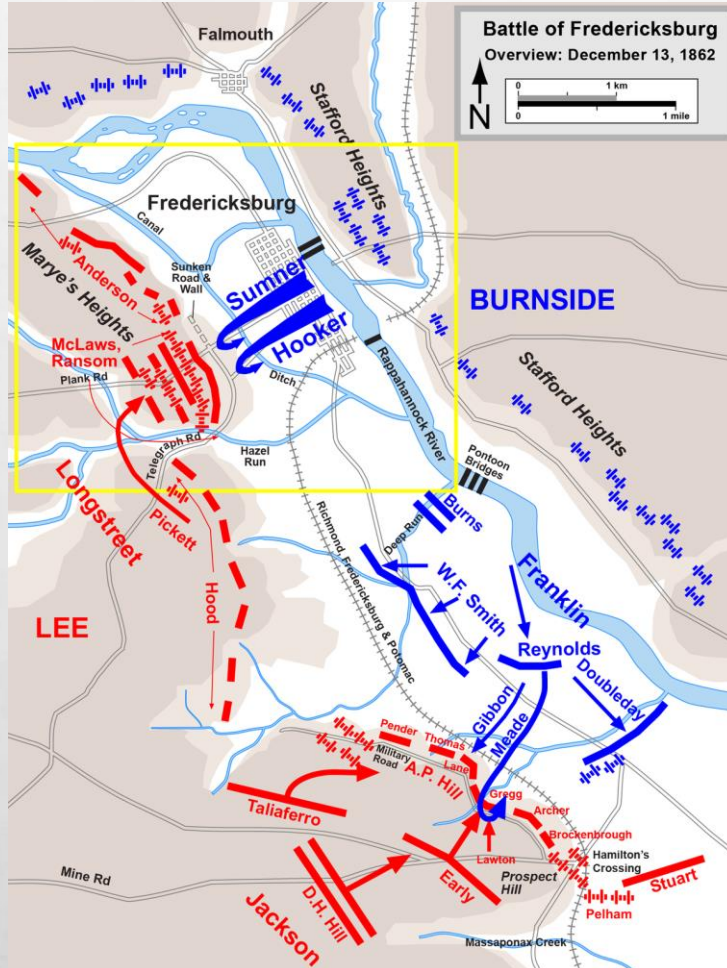 Battle of Fredericksburg
Overview: December 13, 1862
0 1 km
0 1 mile
N
Falmouth
Stafford Heights
Fredericksburg
Canal
Sunken
Road &
Wall
Anderson
Marye's Heights
McLaws,
Ransom
Sumner
Hooker
BURNSIDE
Plank Rd
Ditch
Rappahannock River
Stafford Heights
Telegraph Rd
Hazel
Run
Pontoon
Bridges
Longstreet
Pickett
Burns
Deep Run
Richmond, Fredericksburg & Potomac
Hood
W.F. Smith
Franklin
LEE
Reynolds
Doubleday
Gibbon
Meade
Pender
Thomas
Lane
Military
Road
A.P. Hill
Gregg
Archer
Taliaferro
Brockenbrough
Lawton
Hamilton's
Crossing
Early
Prospect
Hill
Stuart
Mine Rd
D.H. Hill
Jackson
Pelham
Massaponax Creek